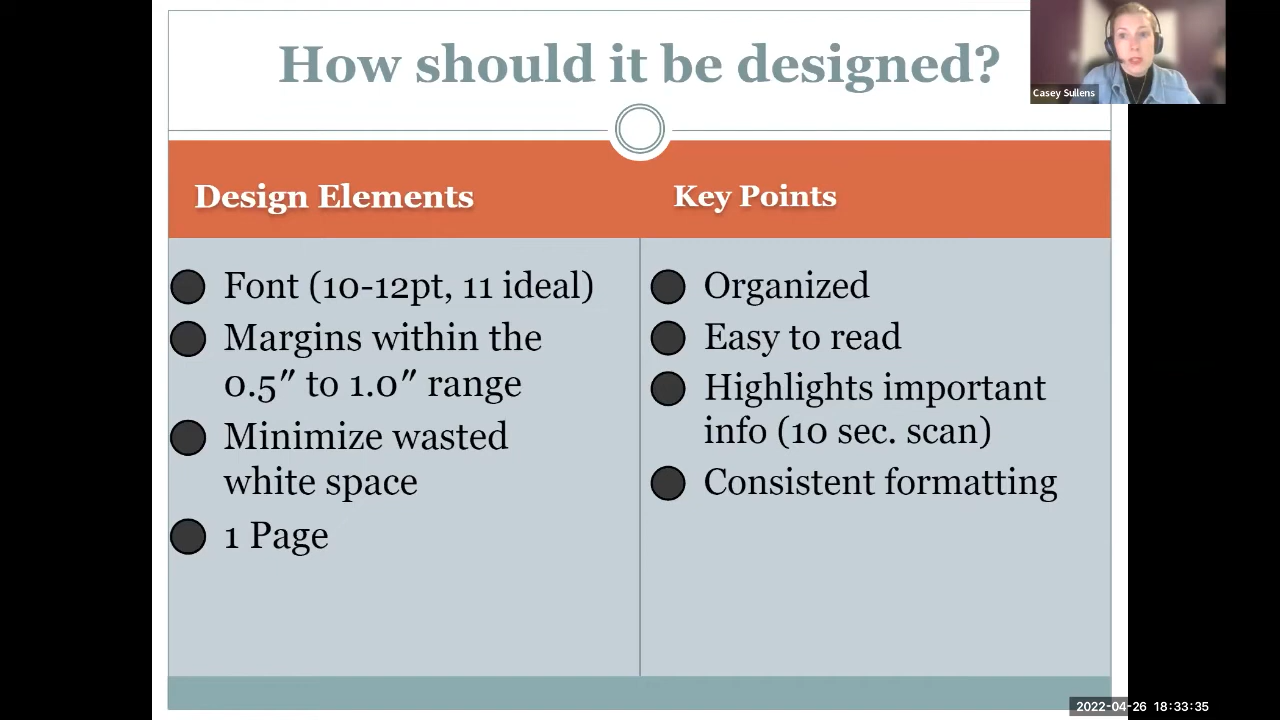 How should it be designed?
Casey Sullens
Design Elements
Key Points
Font (10-12pt, 11 ideal)
Margins within the
0.5″ to 1.0″ range
Minimize wasted
white space
1 Page
Organized
Easy to read
Highlights important
info (10 sec. scan)
Consistent formatting
2022-04-26 18:33:35